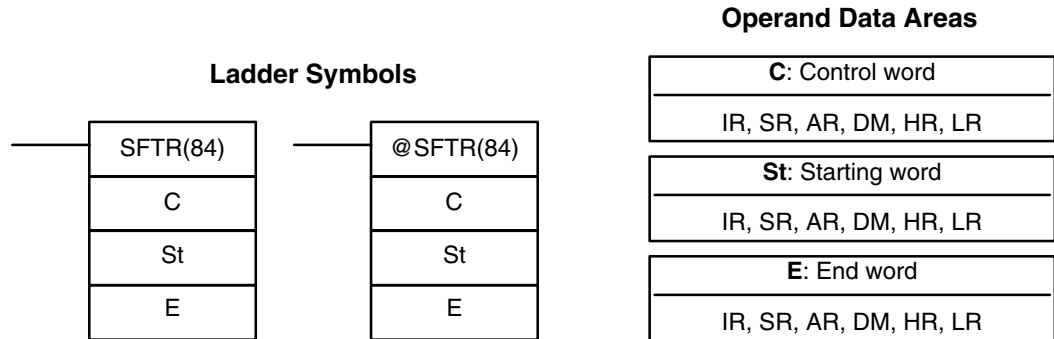 Ladder Symbols
SFTR(84)
C
St
E
@SFTR(84)
C
St
E
Operand Data Areas
C: Control word
IR, SR, AR, DM, HR, LR
St: Starting word
IR, SR, AR, DM, HR, LR
E: End word
IR, SR, AR, DM, HR, LR